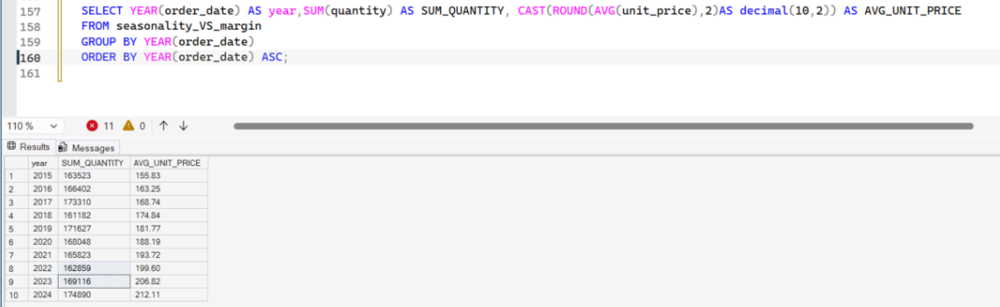 157 SELECT YEAR(order_date) AS year,SUM(quantity) AS SUM_QUANTITY, CAST(ROUND(AVG(unit_price),2)AS decimal(10,2)) AS AVG_UNIT_PRICE
158 FROM seasonality_VS_margin
159 GROUP BY YEAR(order_date)
160 ORDER BY YEAR(order_date) ASC;
161
110 % 11 0
Results Messages
year SUM_QUANTITY AVG_UNIT_PRICE
1 2015 163523 155.83
2 2016 166402 163.25
3 2017 173310 168.74
4 2018 161182 174.84
5 2019 171627 181.77
6 2020 168048 188.19
7 2021 165823 193.72
8 2022 162859 199.60
9 2023 169116 206.82
10 2024 174890 212.11